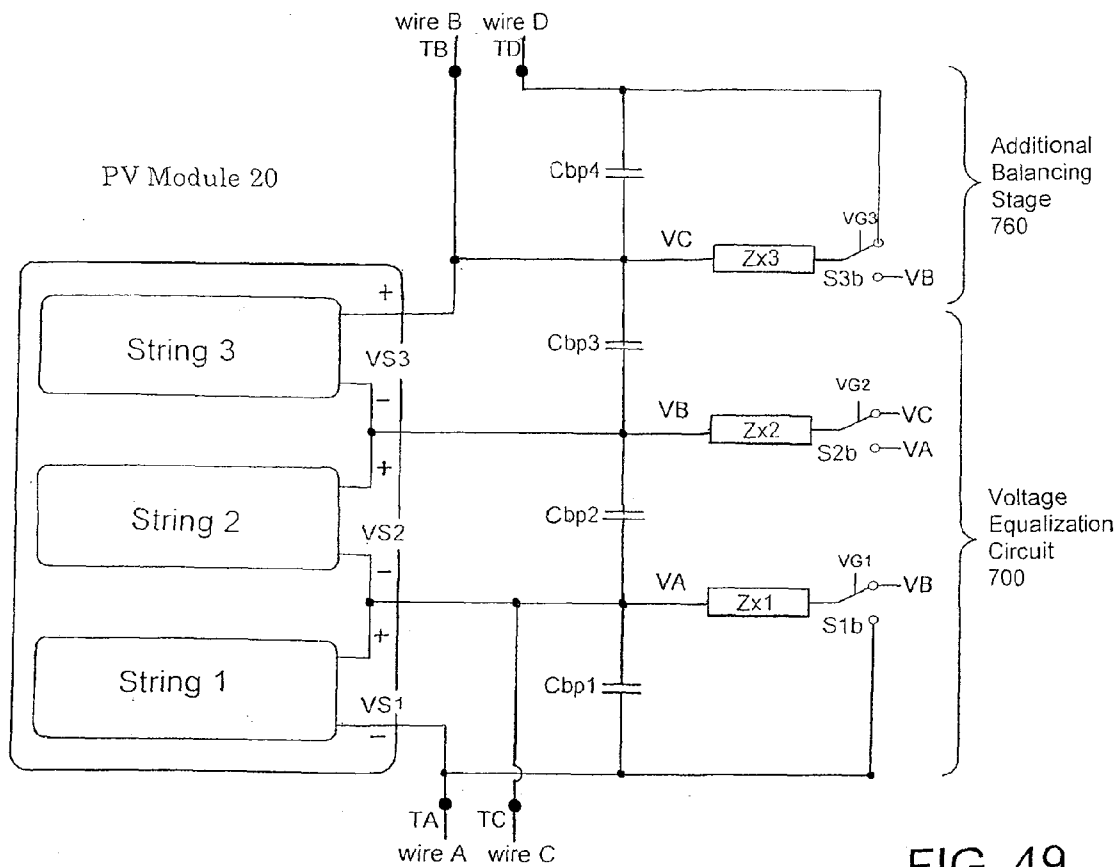 wire B wire D
TB TD
PV Module 20
Cbp4
Additional
Balancing
Stage
760
VC Zx3 VG3
S3b VB
+
String 3
VS3
−
Cbp3
VB Zx2 VG2 VC
S2b VA
+
String 2
VS2
−
Cbp2
Voltage
Equalization
Circuit
700
VA Zx1 VG1 VB
S1b
+
String 1
VS1
−
Cbp1
TA TC
wire A wire C
FIG. 49